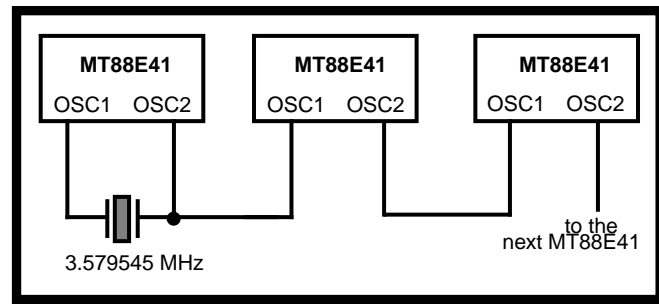 MT88E41
OSC1 OSC2
MT88E41
OSC1 OSC2
MT88E41
OSC1 OSC2
3.579545 MHz
to the
next MT88E41